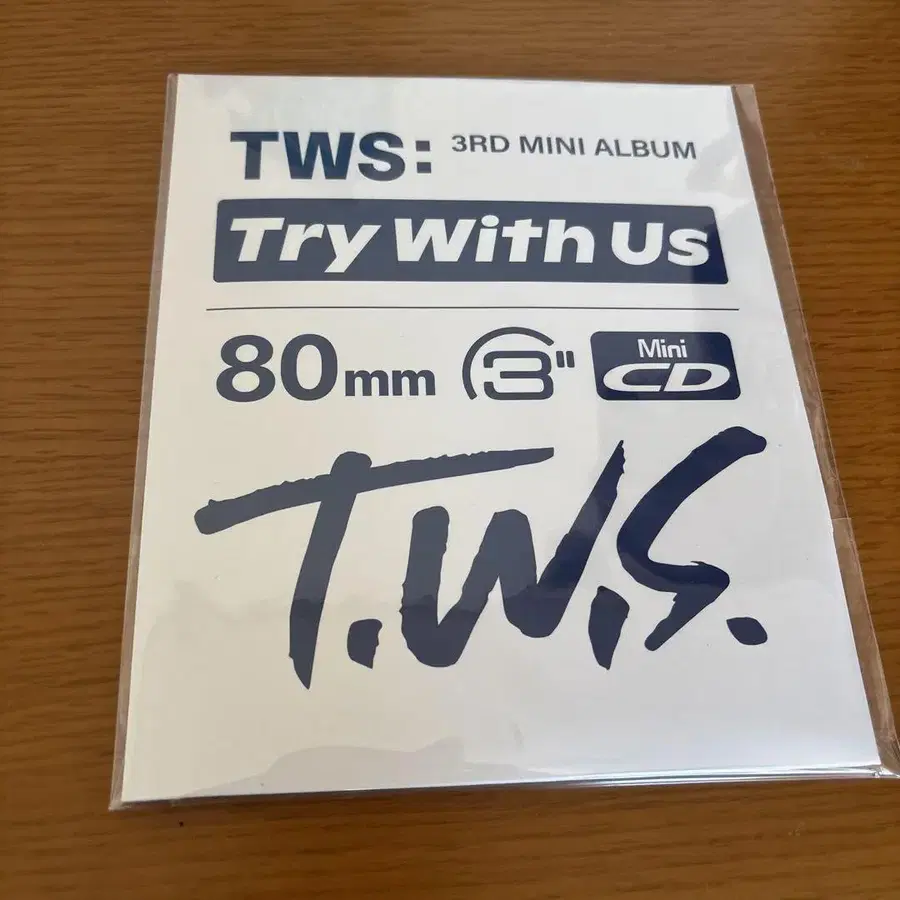 TWS: 3RD MINI ALBUM
Try With Us
80mm 3" Mini CD
T.W.S.